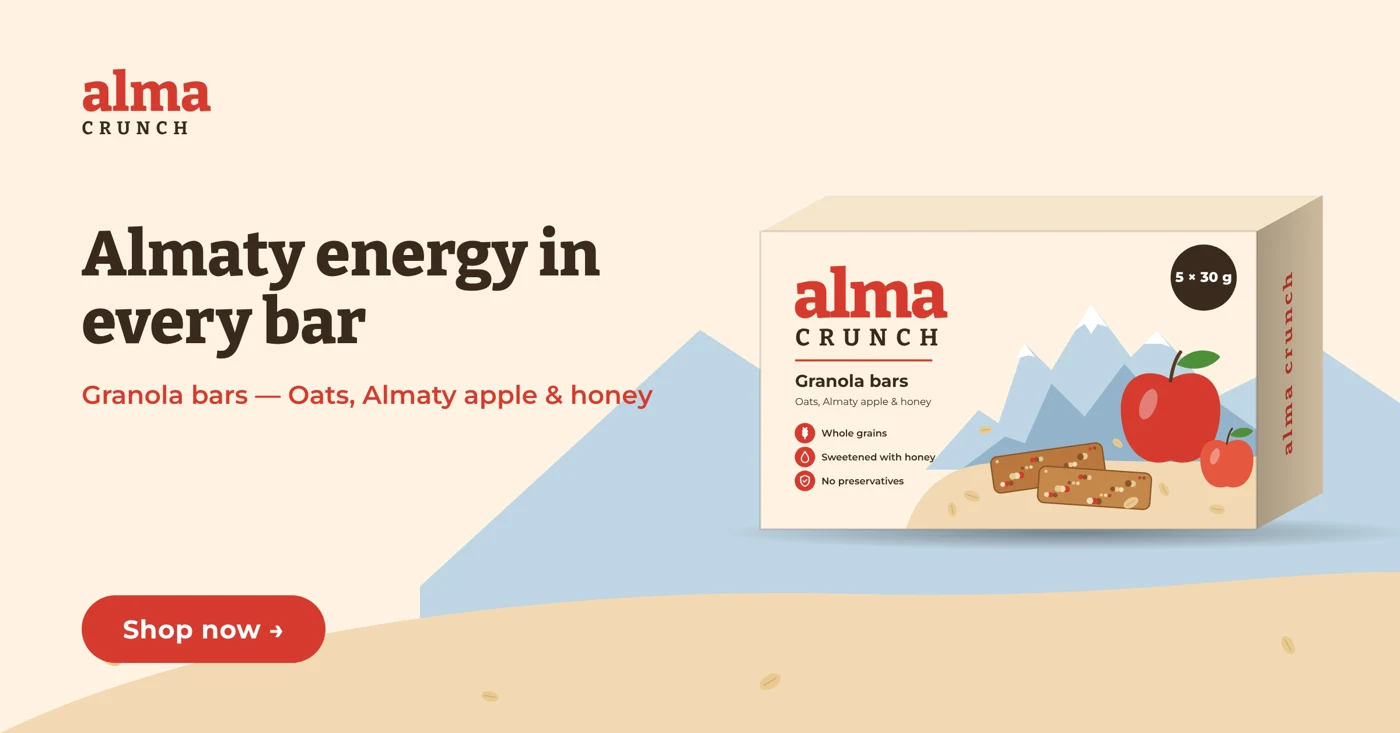 alma
CRUNCH
Almaty energy in
every bar
Granola bars — Oats, Almaty apple & honey
Shop now →
alma
CRUNCH
Granola bars
Oats, Almaty apple & honey
Whole grains
Sweetened with honey
No preservatives
5 × 30 g
alma crunch